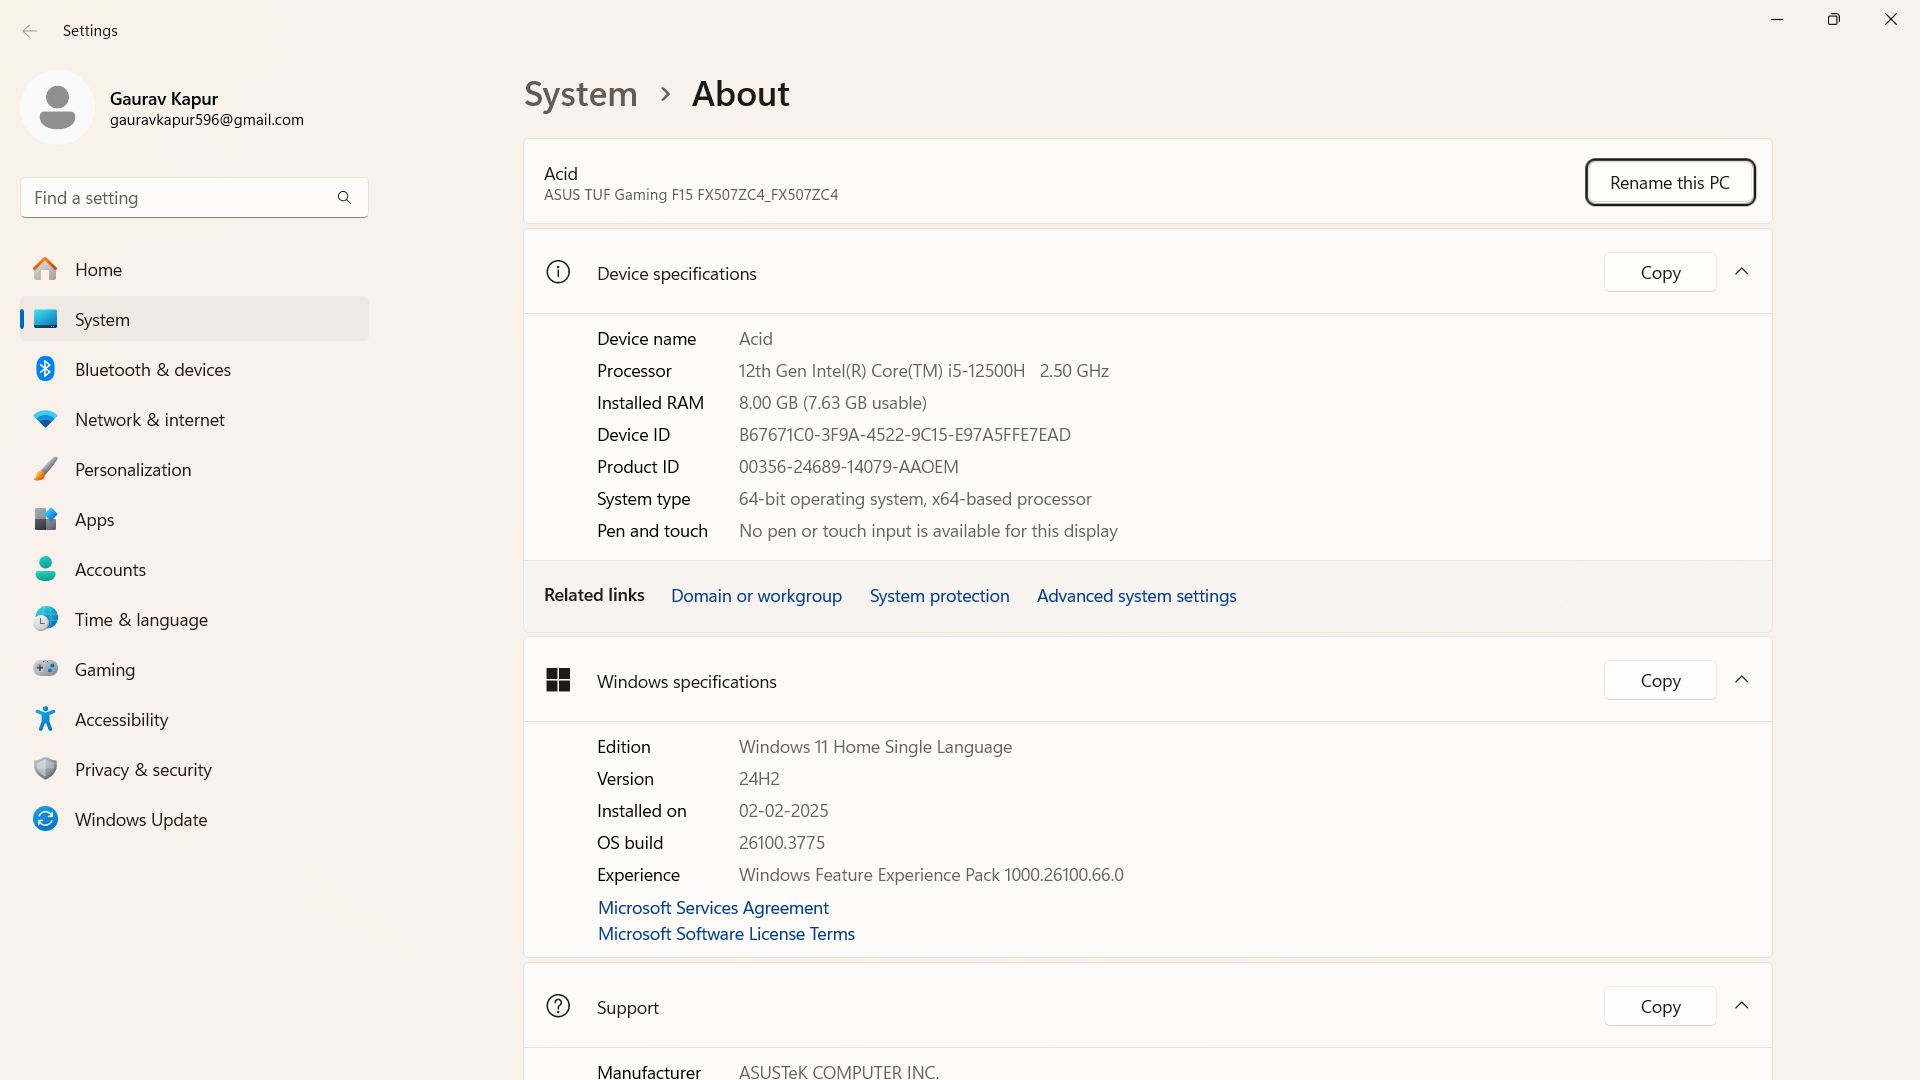 Settings
Gaurav Kapur
gauravkapur596@gmail.com
Find a setting
Home
System
Bluetooth & devices
Network & internet
Personalization
Apps
Accounts
Time & language
Gaming
Accessibility
Privacy & security
Windows Update
System > About
Acid
ASUS TUF Gaming F15 FX507ZC4_FX507ZC4
Rename this PC
Device specifications
Copy
Device name Acid
Processor 12th Gen Intel(R) Core(TM) i5-12500H 2.50 GHz
Installed RAM 8.00 GB (7.63 GB usable)
Device ID B67671C0-3F9A-4522-9C15-E97A5FFE7EAD
Product ID 00356-24689-14079-AAOEM
System type 64-bit operating system, x64-based processor
Pen and touch No pen or touch input is available for this display
Related links Domain or workgroup System protection Advanced system settings
Windows specifications
Copy
Edition Windows 11 Home Single Language
Version 24H2
Installed on 02-02-2025
OS build 26100.3775
Experience Windows Feature Experience Pack 1000.26100.66.0
Microsoft Services Agreement
Microsoft Software License Terms
Support
Copy
Manufacturer ASUSTeK COMPUTER INC.